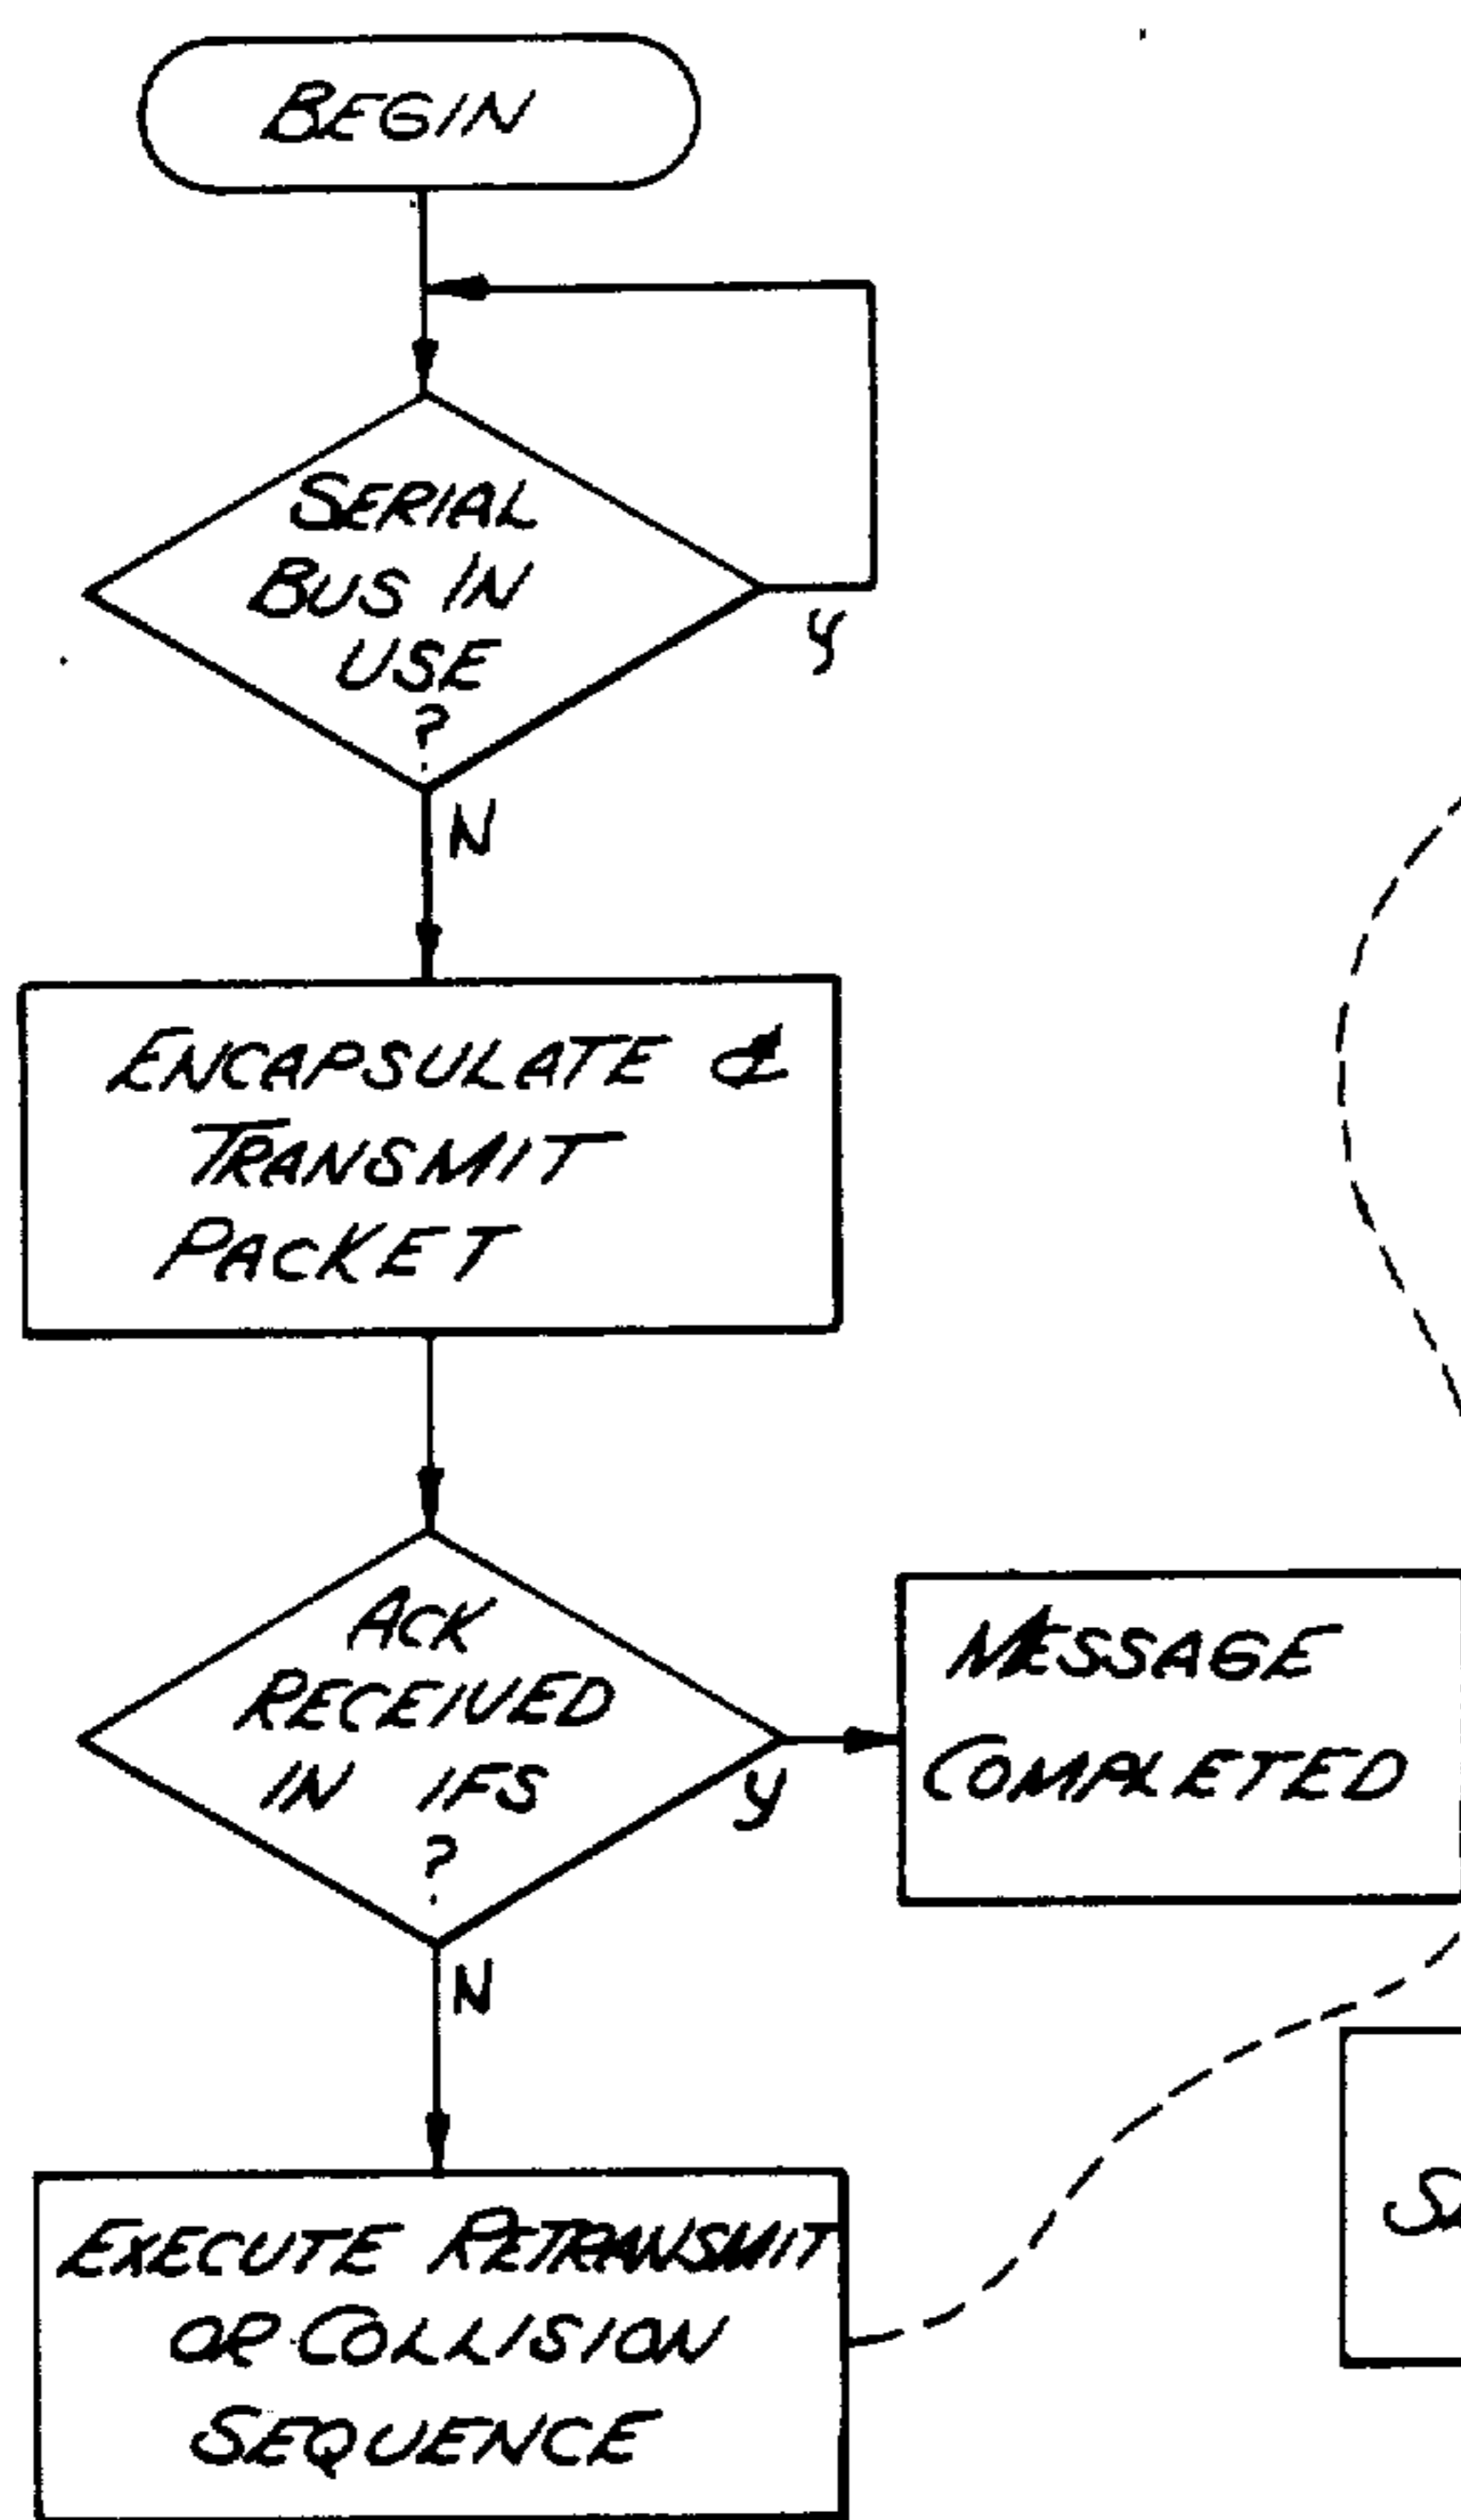 BEGIN
SERIAL
BUS IN
USE
?
Y
N
ENCAPSULATE &
TRANSMIT
PACKET
ACK
RECEIVED
IN IFS
?
Y
N
MESSAGE
COMPLETED
EXECUTE RETRANSMIT
OR COLLISION
SEQUENCE